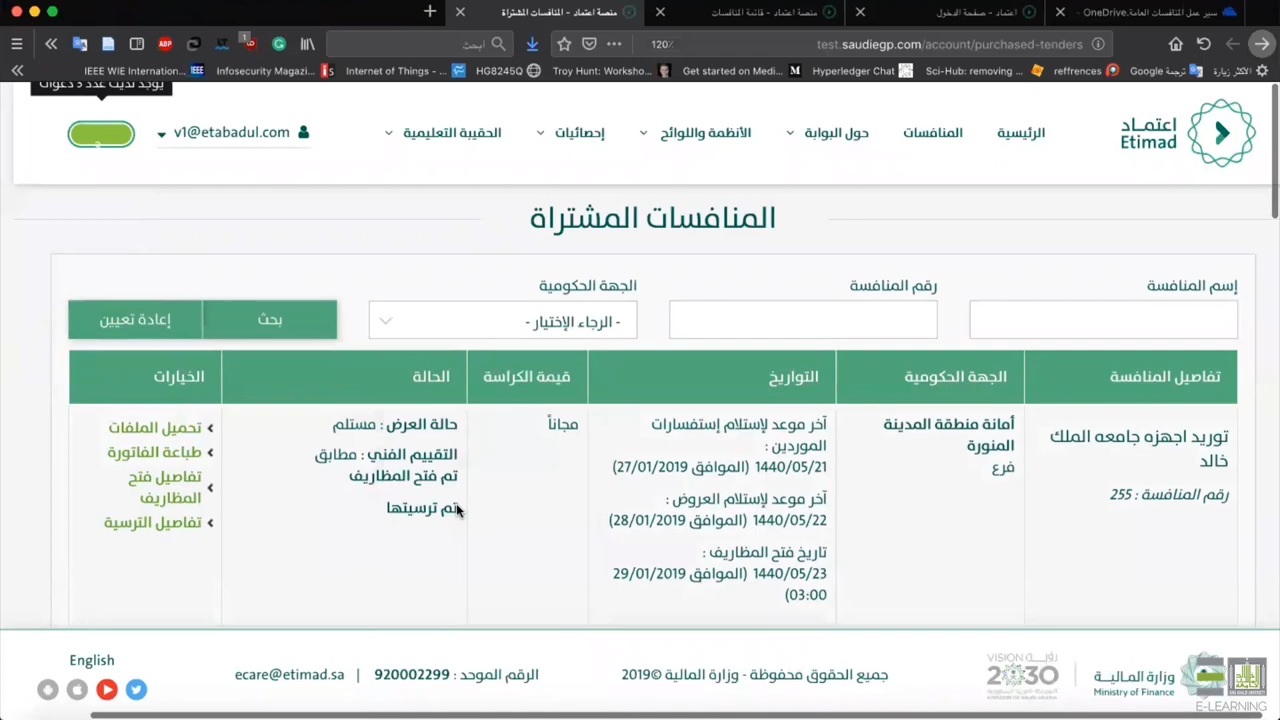 منصة اعتماد - المنافسات المشتراة
منصة اعتماد - قائمة المنافسات
اعتماد - صفحة الدخول
سير عمل المنافسات العامة.OneDrive
ابحث
120٪
test.saudiegp.com/account/purchased-tenders
IEEE WIE Internation...
Infosecurity Magazi...
Internet of Things - ...
HG8245Q
Troy Hunt: Worksho...
Get started on Medi...
Hyperledger Chat
Sci-Hub: removing ...
reffrences
ترجمة Google
الأكثر زيارة
يوجد لديك عدد 3 دعوات
اعتماد
Etimad
الرئيسية
المنافسات
حول البوابة
الأنظمة واللوائح
إحصائيات
الحقيبة التعليمية
v1@etabadul.com
المنافسات المشتراة
إسم المنافسة
رقم المنافسة
الجهة الحكومية
- الرجاء الإختيار -
بحث
إعادة تعيين
تفاصيل المنافسة
الجهة الحكومية
التواريخ
قيمة الكراسة
الحالة
الخيارات
توريد اجهزه جامعه الملك
خالد
رقم المنافسة : 255
أمانة منطقة المدينة
المنورة
فرع
آخر موعد لإستلام إستفسارات
الموردين :
1440/05/21 (الموافق 27/01/2019)
آخر موعد لإستلام العروض :
1440/05/22 (الموافق 28/01/2019)
تاريخ فتح المظاريف :
1440/05/23 (الموافق 29/01/2019
03:00)
مجاناً
حالة العرض : مستلم
التقييم الفني : مطابق
تم فتح المظاريف
تم ترسيتها
تحميل الملفات
طباعة الفاتورة
تفاصيل فتح
المظاريف
تفاصيل الترسية
English
ecare@etimad.sa | الرقم الموحد : 920002299
جميع الحقوق محفوظة - وزارة المالية ©2019
VISION رؤيــة
2030
وزارة المـاليـة
Ministry of Finance
E-LEARNING